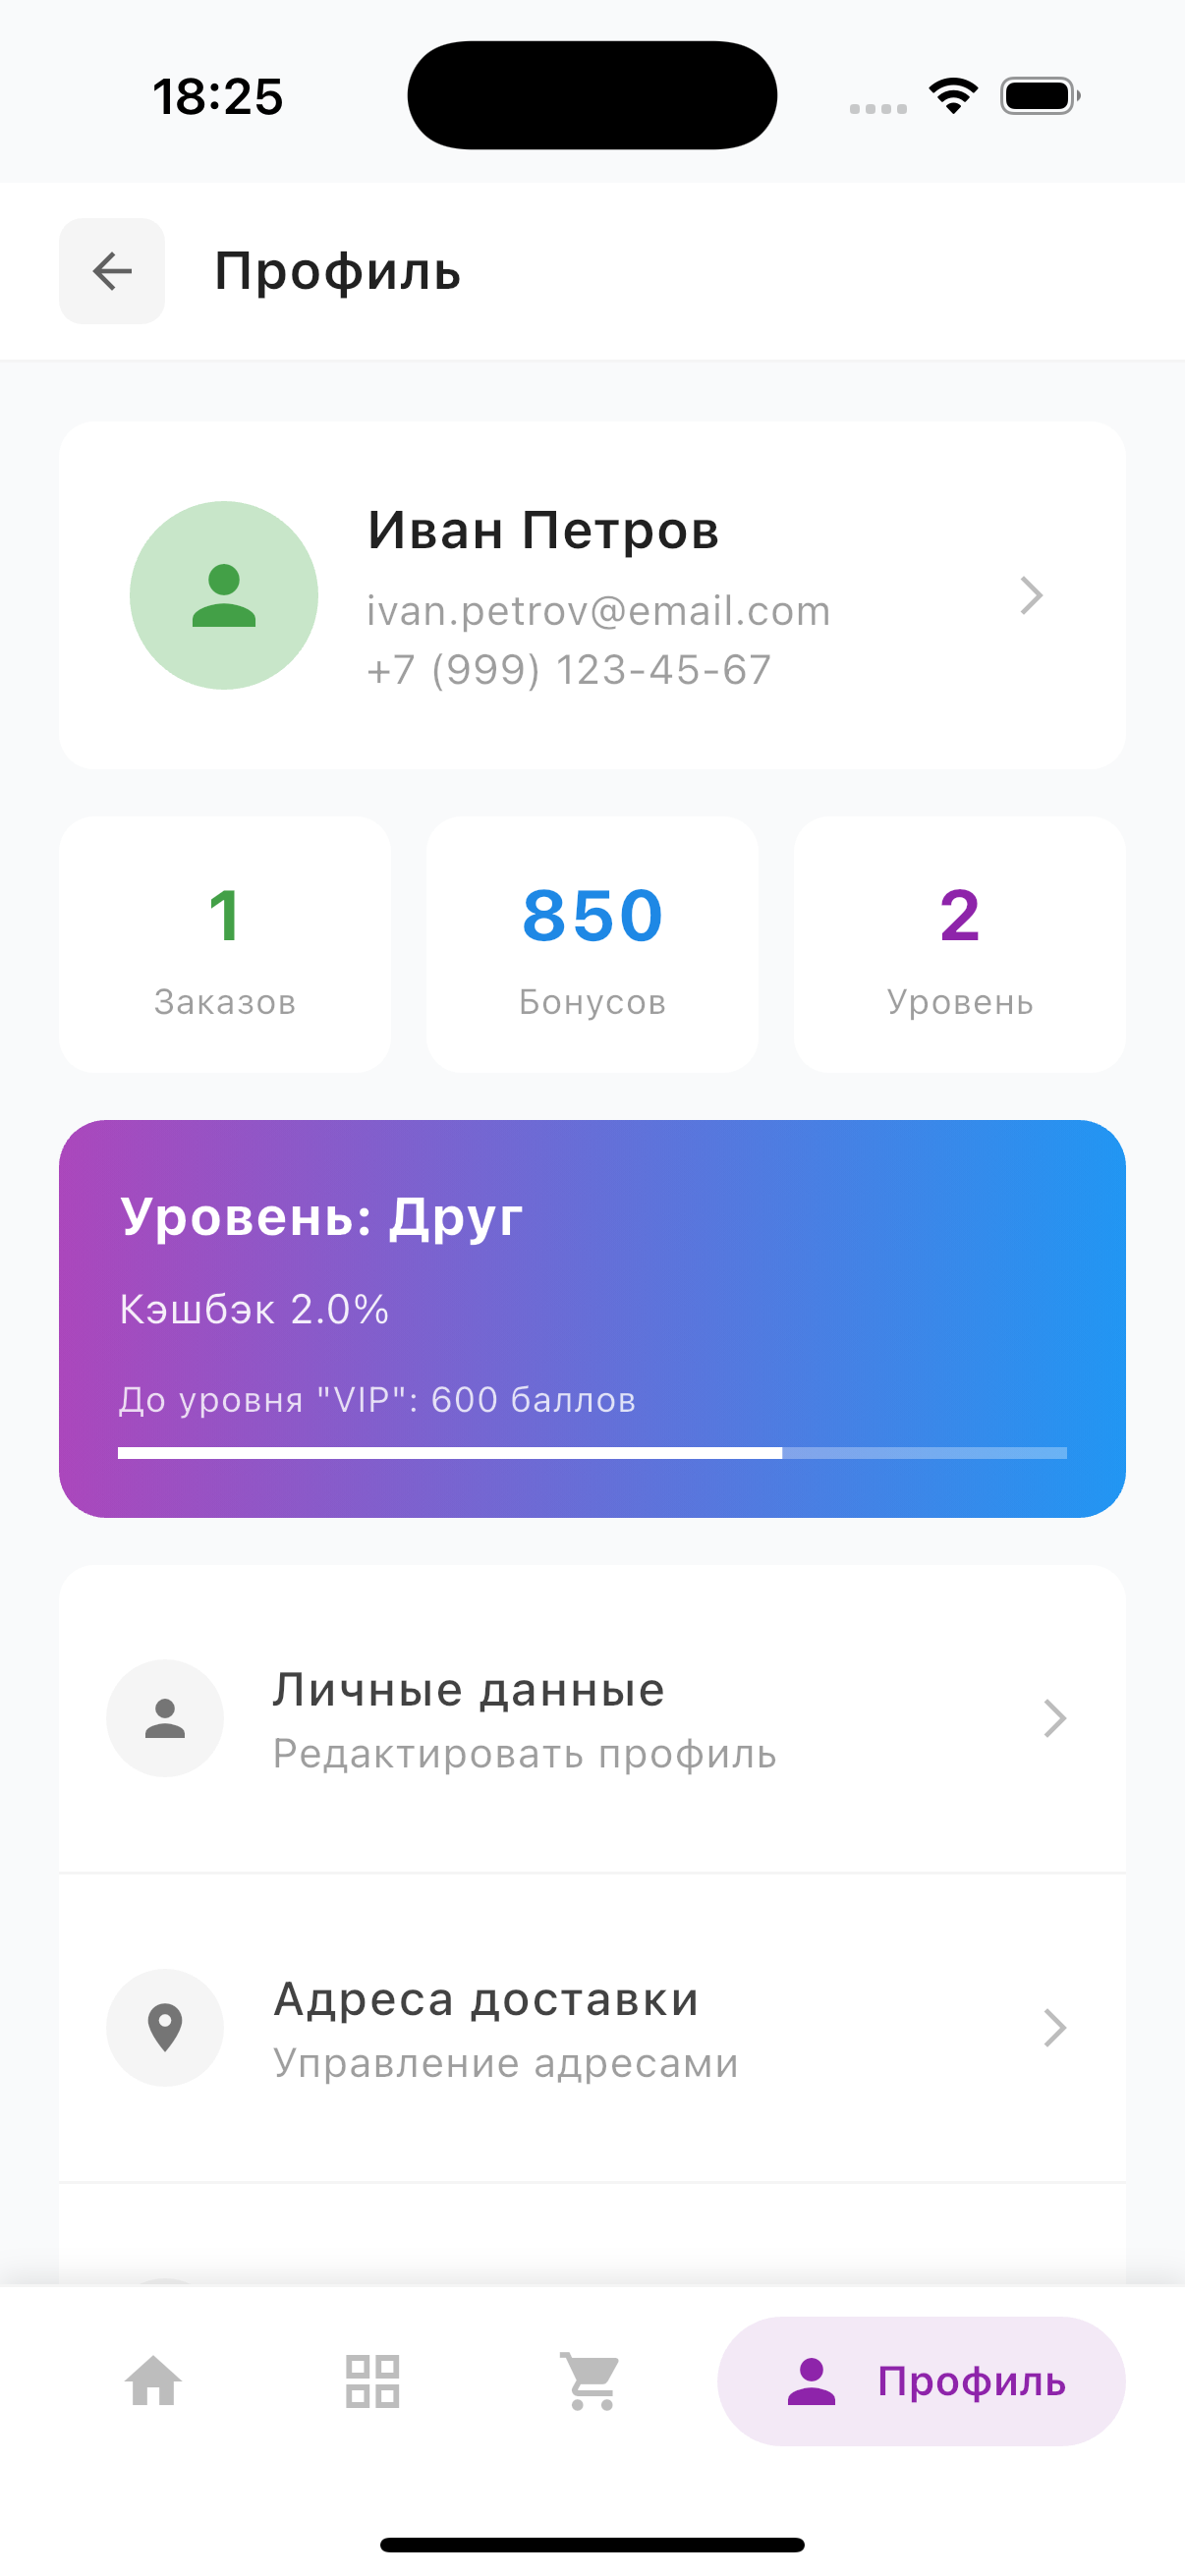 18:25
Профиль
Иван Петров
ivan.petrov@email.com
+7 (999) 123-45-67
1
Заказов
850
Бонусов
2
Уровень
Уровень: Друг
Кэшбэк 2.0%
До уровня "VIP": 600 баллов
Личные данные
Редактировать профиль
Адреса доставки
Управление адресами
Профиль